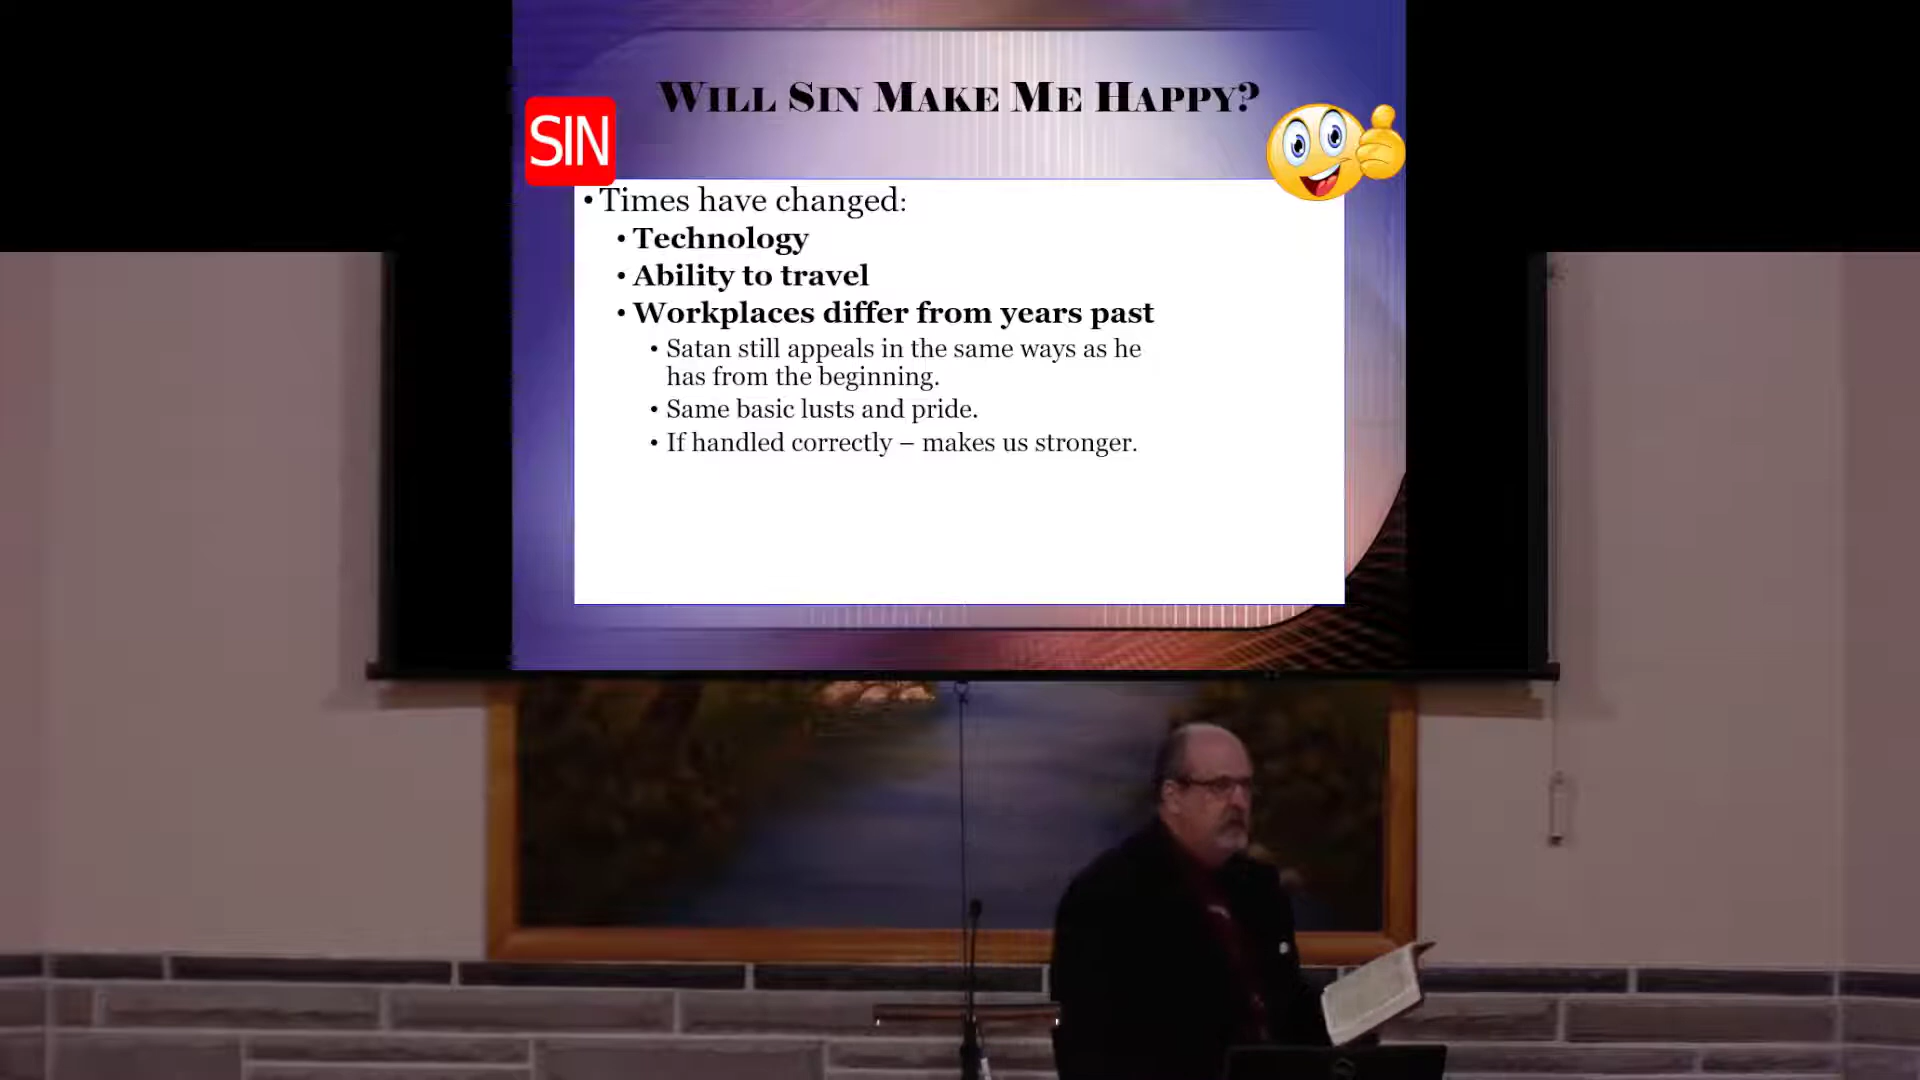 WILL SIN MAKE ME HAPPY?
SIN
• Times have changed:
• Technology
• Ability to travel
• Workplaces differ from years past
• Satan still appeals in the same ways as he
has from the beginning.
• Same basic lusts and pride.
• If handled correctly – makes us stronger.